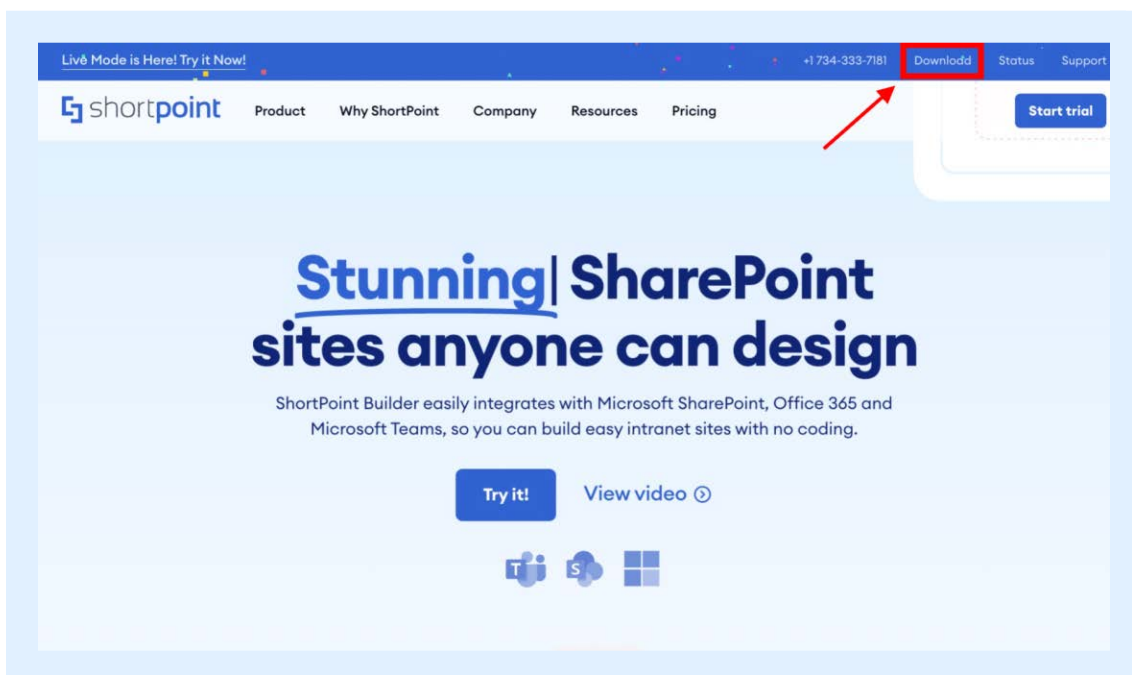 Live Mode is Here! Try it Now!
+1 734-333-7181 Download Status Support
shortpoint Product Why ShortPoint Company Resources Pricing Start trial
Stunning| SharePoint
sites anyone can design
ShortPoint Builder easily integrates with Microsoft SharePoint, Office 365 and
Microsoft Teams, so you can build easy intranet sites with no coding.
Try it! View video
T S